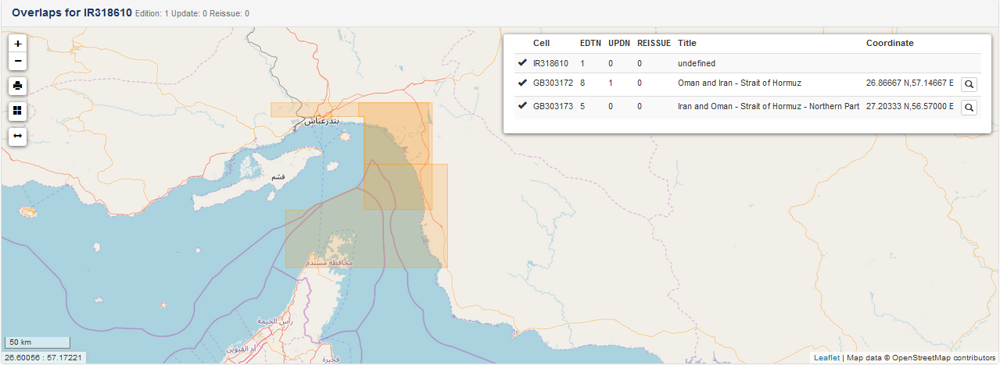 Overlaps for IR318610 Edition: 1 Update: 0 Reissue: 0
+
−
Cell EDTN UPDN REISSUE Title Coordinate
IR318610 1 0 0 undefined
GB303172 8 1 0 Oman and Iran - Strait of Hormuz 26.86667 N,57.14667 E
GB303173 5 0 0 Iran and Oman - Strait of Hormuz - Northern Part 27.20333 N,56.57000 E
بندرعباس
قشم
محافظة مسندم
رأس الخيمة
أم القيوين
فجيرة
50 km
26.60056 : 57.17221
Leaflet | Map data © OpenStreetMap contributors